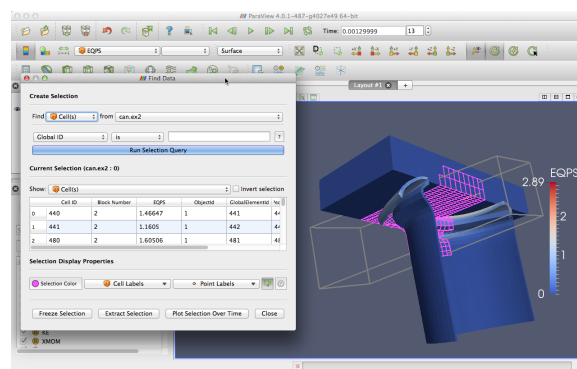 ParaView 4.0.1-487-g4027e49 64-bit
Time: 0.00129999 13
EQPS Surface
Find Data
Layout #1
Create Selection
Find Cell(s) from can.ex2
Global ID is
Run Selection Query
Current Selection (can.ex2 : 0)
Show: Cell(s) Invert selection
Cell ID Block Number EQPS ObjectId GlobalElementId
0 440 2 1.46647 1 441 44
1 441 2 1.1605 1 442 44
2 480 2 1.60506 1 481 48
Selection Display Properties
Selection Color Cell Labels Point Labels
Freeze Selection Extract Selection Plot Selection Over Time Close
KE
XMOM
EQPS
2.89
2
1
0